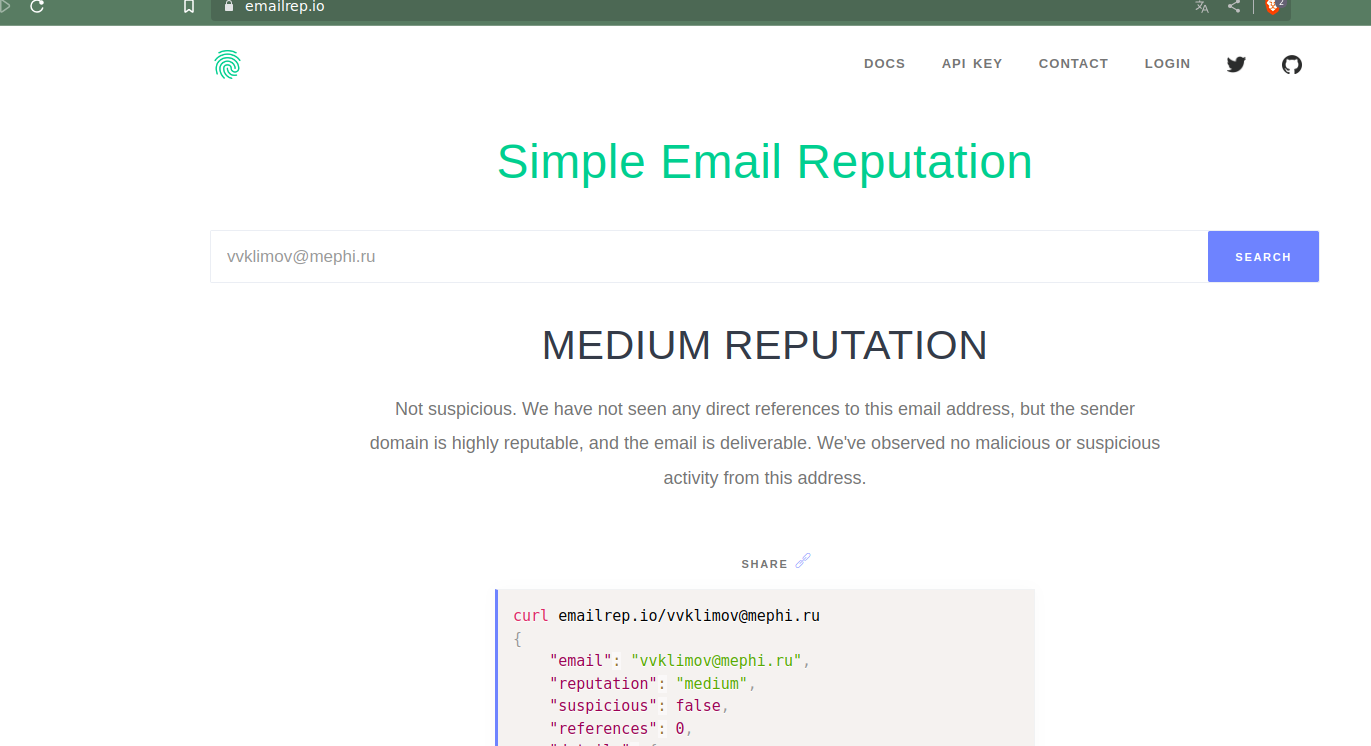 emailrep.io
2
DOCS API KEY CONTACT LOGIN
Simple Email Reputation
vvklimov@mephi.ru SEARCH
MEDIUM REPUTATION
Not suspicious. We have not seen any direct references to this email address, but the sender
domain is highly reputable, and the email is deliverable. We've observed no malicious or suspicious
activity from this address.
SHARE
curl emailrep.io/vvklimov@mephi.ru
{
"email": "vvklimov@mephi.ru",
"reputation": "medium",
"suspicious": false,
"references": 0,
"details": {